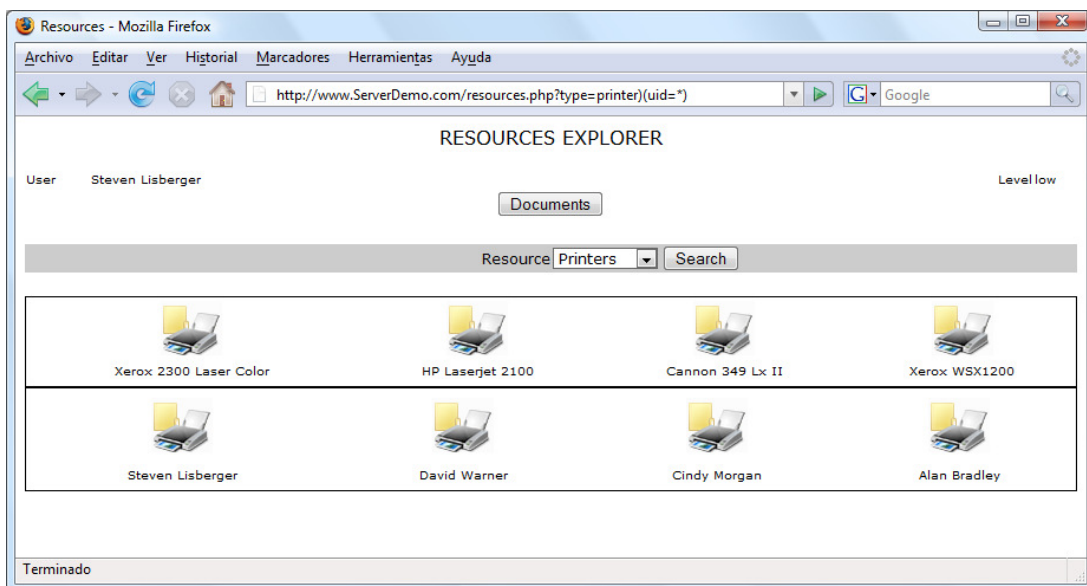 Resources - Mozilla Firefox
Archivo Editar Ver Historial Marcadores Herramientas Ayuda
http://www.ServerDemo.com/resources.php?type=printer)(uid=*)
G Google
RESOURCES EXPLORER
User Steven Lisberger Level low
Documents
Resource Printers Search
Xerox 2300 Laser Color HP Laserjet 2100 Cannon 349 Lx II Xerox WSX1200
Steven Lisberger David Warner Cindy Morgan Alan Bradley
Terminado